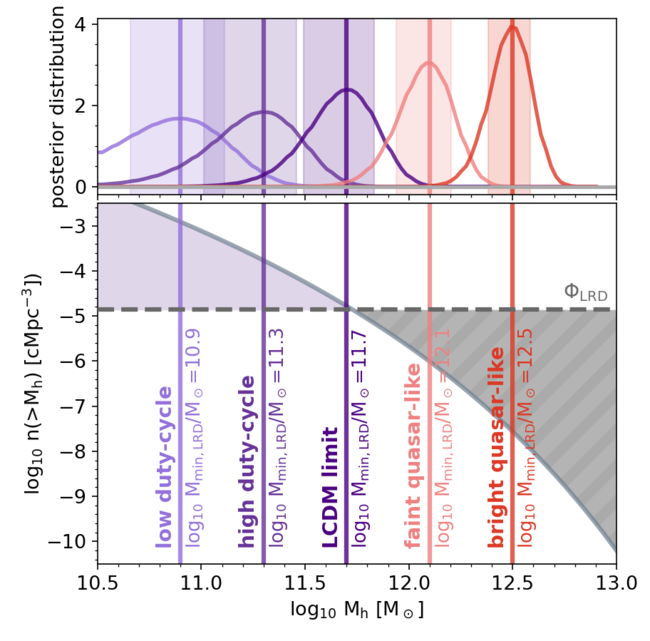 posterior distribution
4
2
0
log₁₀ n(>Mₕ) [cMpc⁻³])
−3
−4
−5
−6
−7
−8
−9
−10
Φ_LRD
low duty-cycle
log₁₀ M_min,LRD/M⊙=10.9
high duty-cycle
log₁₀ M_min,LRD/M⊙=11.3
LCDM limit
log₁₀ M_min,LRD/M⊙=11.7
faint quasar-like
log₁₀ M_min,LRD/M⊙=12.1
bright quasar-like
log₁₀ M_min,LRD/M⊙=12.5
10.5 11.0 11.5 12.0 12.5 13.0
log₁₀ Mₕ [M⊙]